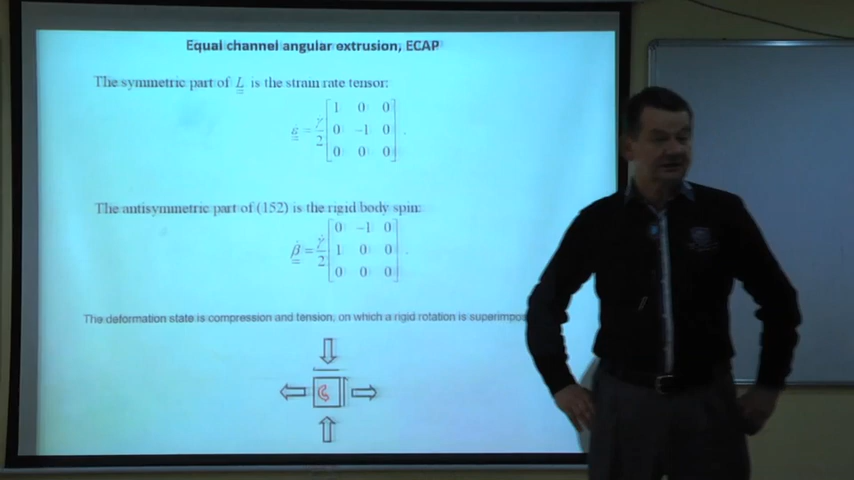 Equal channel angular extrusion, ECAP
The symmetric part of L is the strain rate tensor:
ε̇ = γ̇/2 [1 0 0; 0 -1 0; 0 0 0] .
The antisymmetric part of (152) is the rigid body spin:
β̇ = γ̇/2 [0 -1 0; 1 0 0; 0 0 0] .
The deformation state is compression and tension, on which a rigid rotation is superimpos